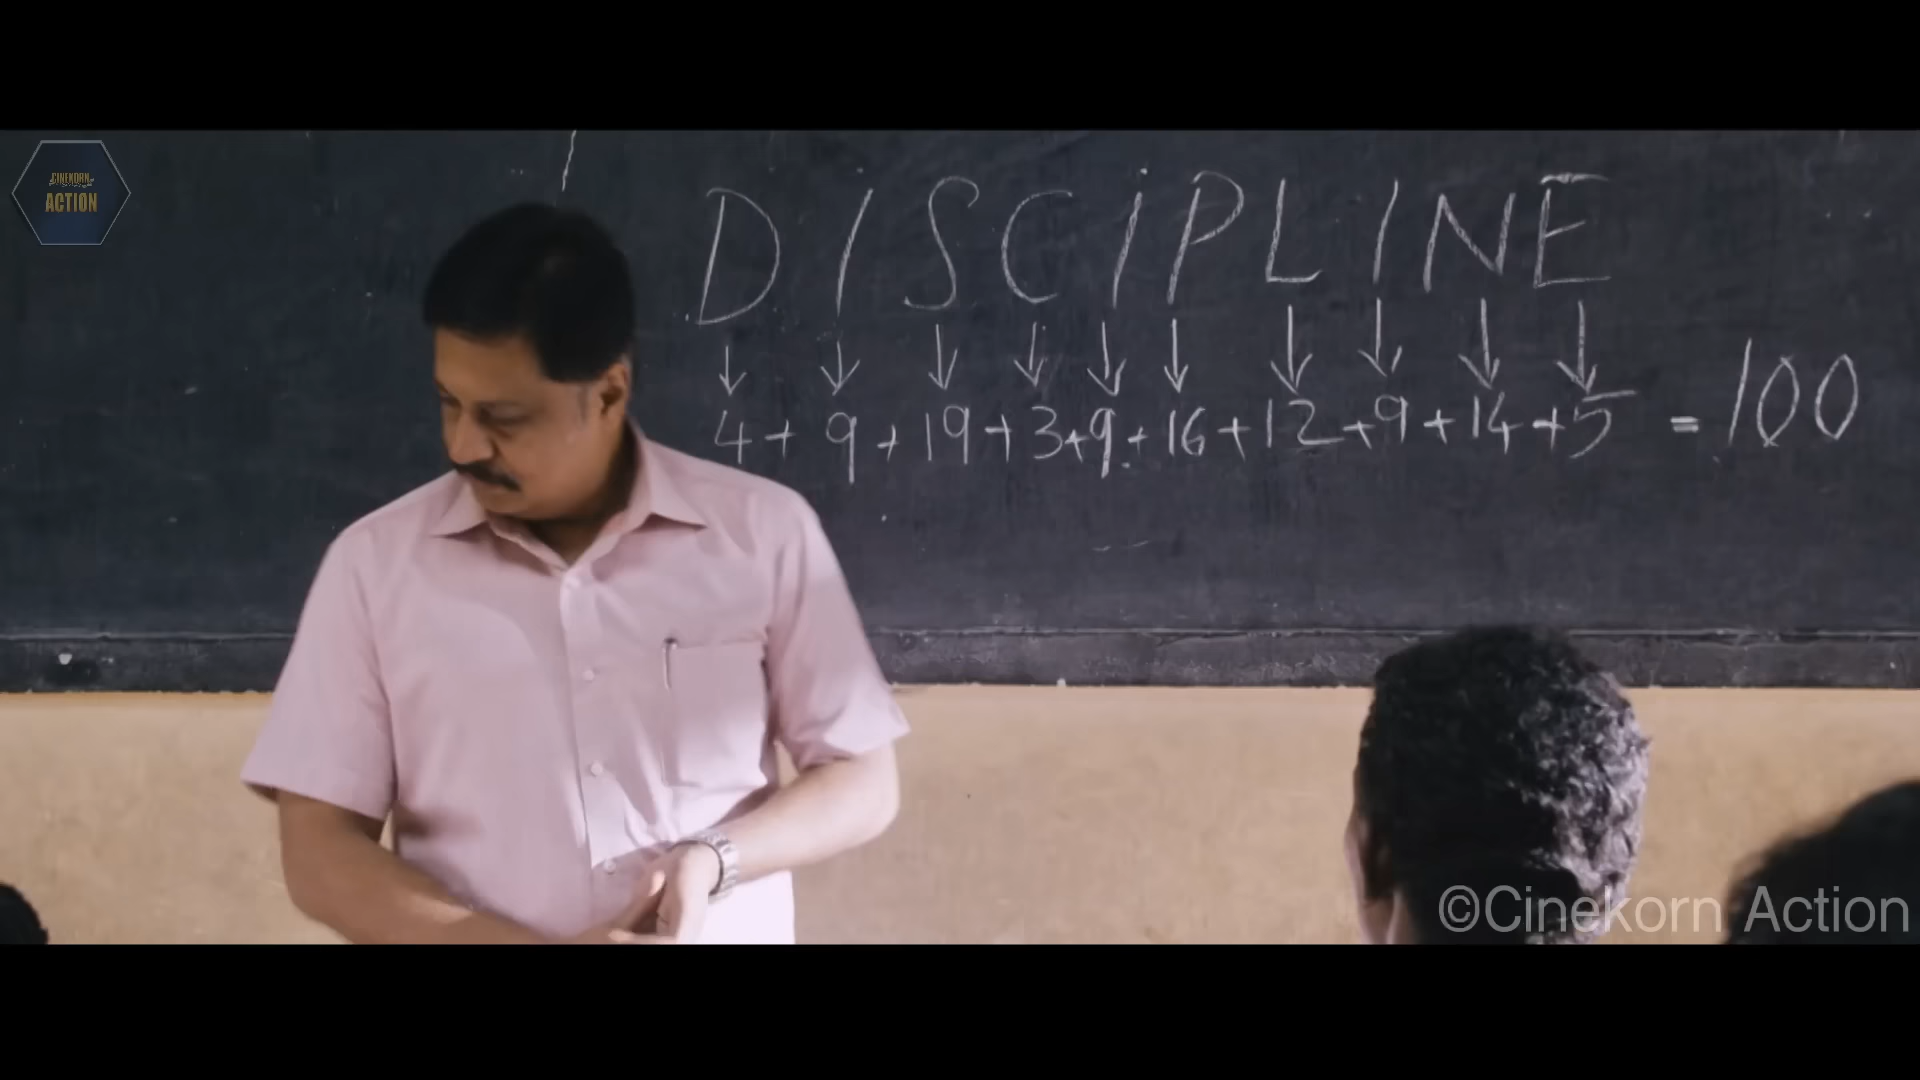 CINEKORN
ACTION
DISCiPLINE
4 + 9 + 19 + 3 + 9 + 16 + 12 + 9 + 14 + 5 = 100
©Cinekorn Action